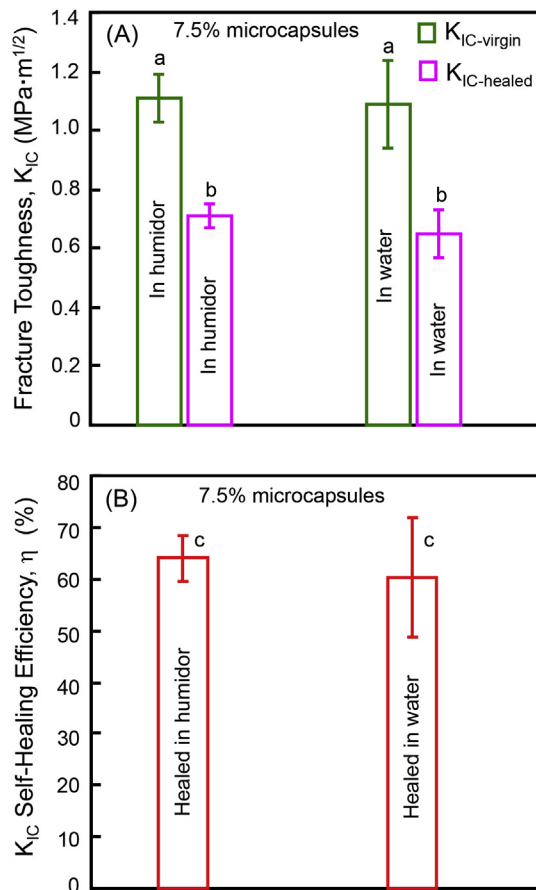 (A)
7.5% microcapsules
K_IC-virgin
K_IC-healed
Fracture Toughness, K_IC (MPa·m^1/2)
1.4
1.2
1.0
0.8
0.6
0.4
0.2
0
a
b
a
b
In humidor
In humidor
In water
In water
(B)
7.5% microcapsules
K_IC Self-Healing Efficiency, η (%)
80
70
60
50
40
30
20
10
0
c
c
Healed in humidor
Healed in water